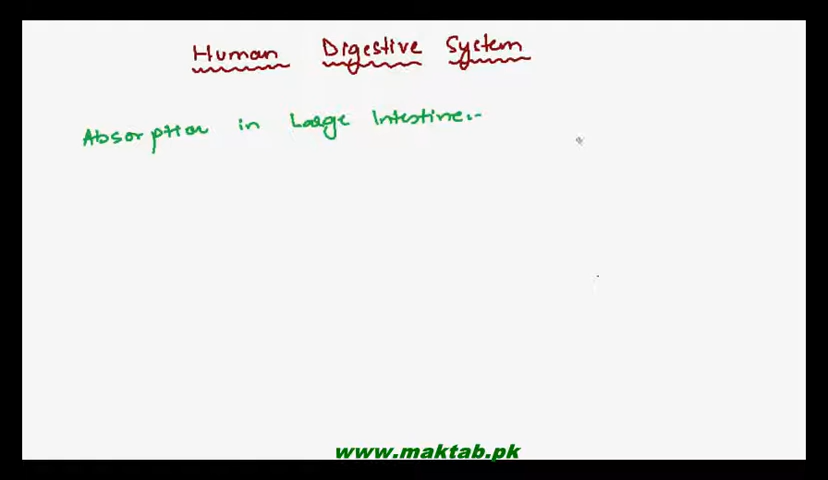 Human Digestive System
Absorption in Large Intestine:-
www.maktab.pk